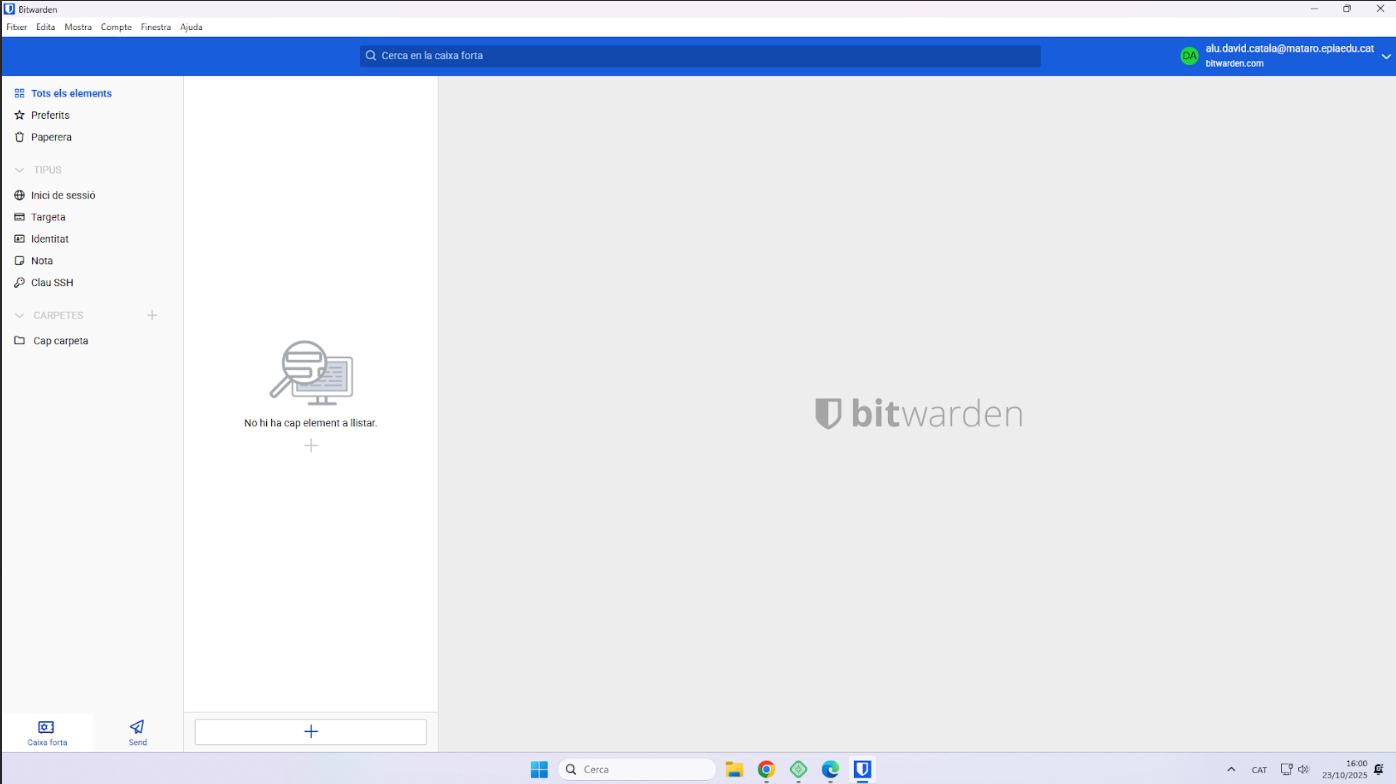 Bitwarden
Fitxer Edita Mostra Compte Finestra Ajuda
Cerca en la caixa forta
DA
alu.david.catala@mataro.epiaedu.cat
bitwarden.com
Tots els elements
Preferits
Paperera
TIPUS
Inici de sessió
Targeta
Identitat
Nota
Clau SSH
CARPETES
Cap carpeta
No hi ha cap element a llistar.
bitwarden
Caixa forta
Send
Cerca
CAT
16:00
23/10/2025